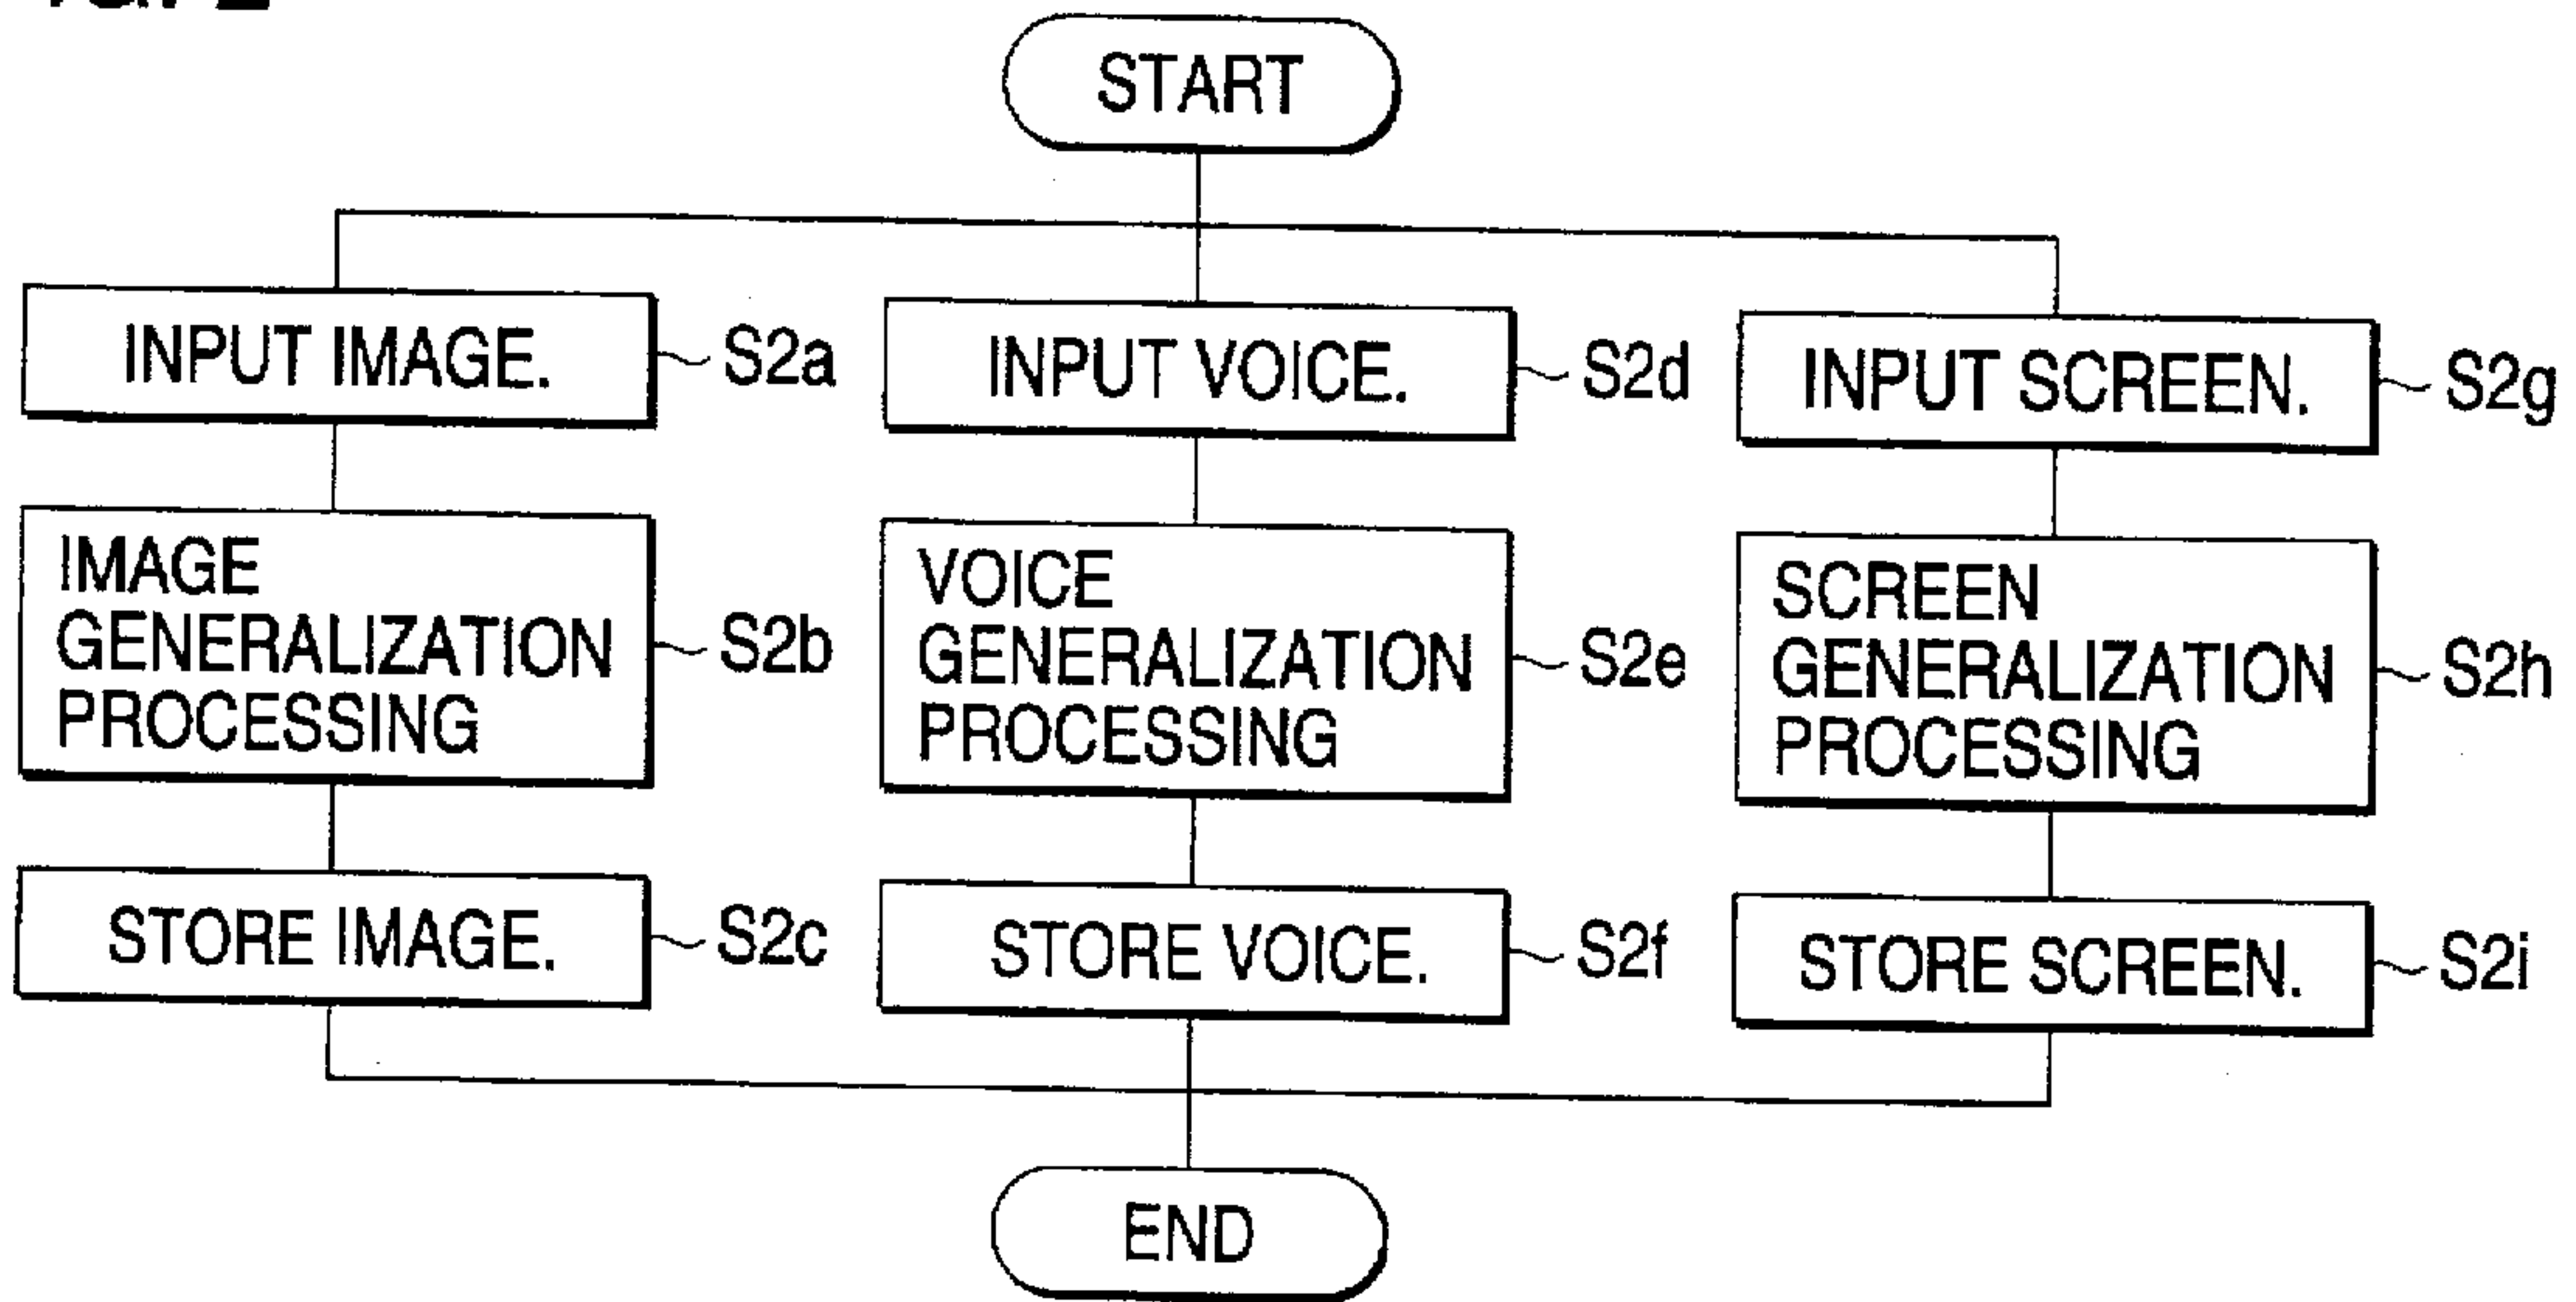 START
INPUT IMAGE.
S2a
INPUT VOICE.
S2d
INPUT SCREEN.
S2g
IMAGE
GENERALIZATION
PROCESSING
S2b
VOICE
GENERALIZATION
PROCESSING
S2e
SCREEN
GENERALIZATION
PROCESSING
S2h
STORE IMAGE.
S2c
STORE VOICE.
S2f
STORE SCREEN.
S2i
END